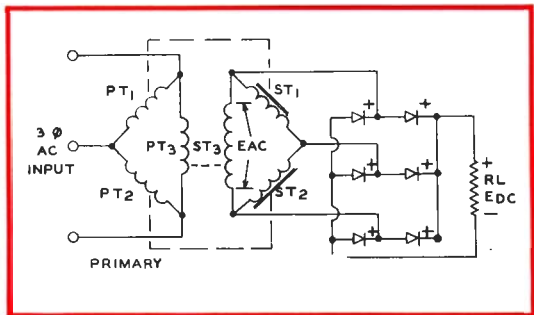 PT1
ST1
3 Ø
AC
INPUT
PT3
ST3
EAC
PT2
ST2
PRIMARY
+
+
+
+
+
+
+
RL
EDC
–